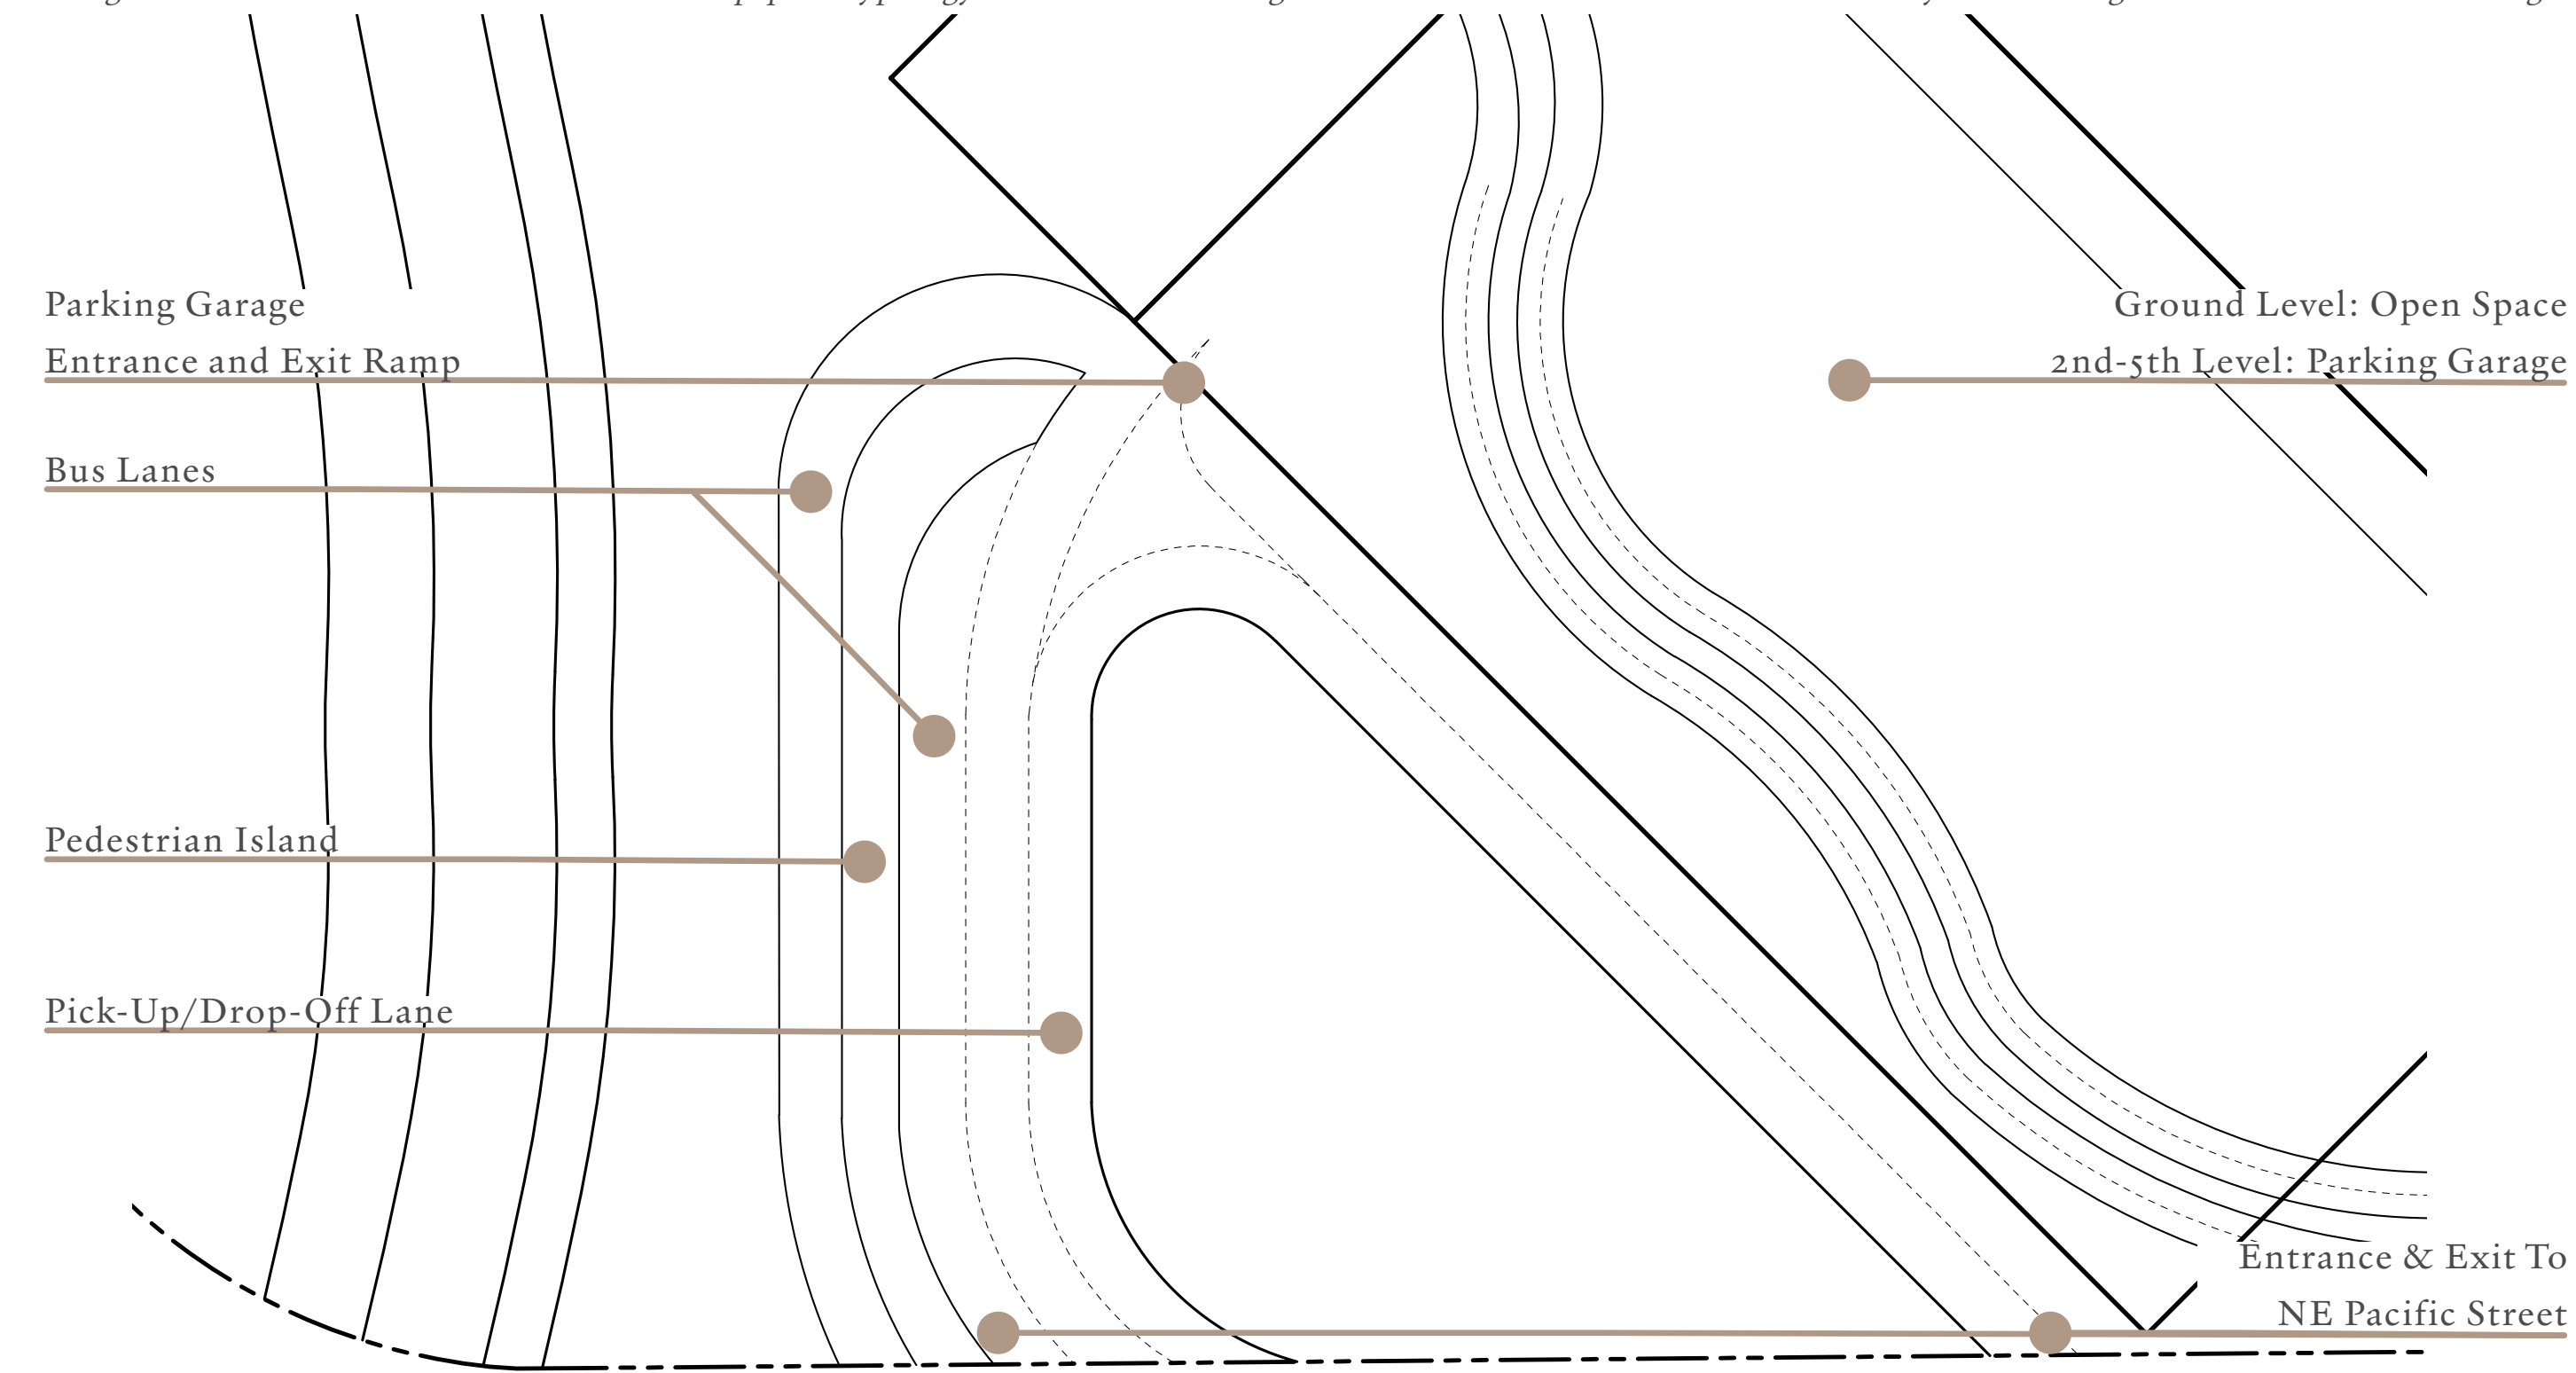 Parking Garage
Entrance and Exit Ramp
Bus Lanes
Pedestrian Island
Pick-Up/Drop-Off Lane
Ground Level: Open Space
2nd-5th Level: Parking Garage
Entrance & Exit To
NE Pacific Street